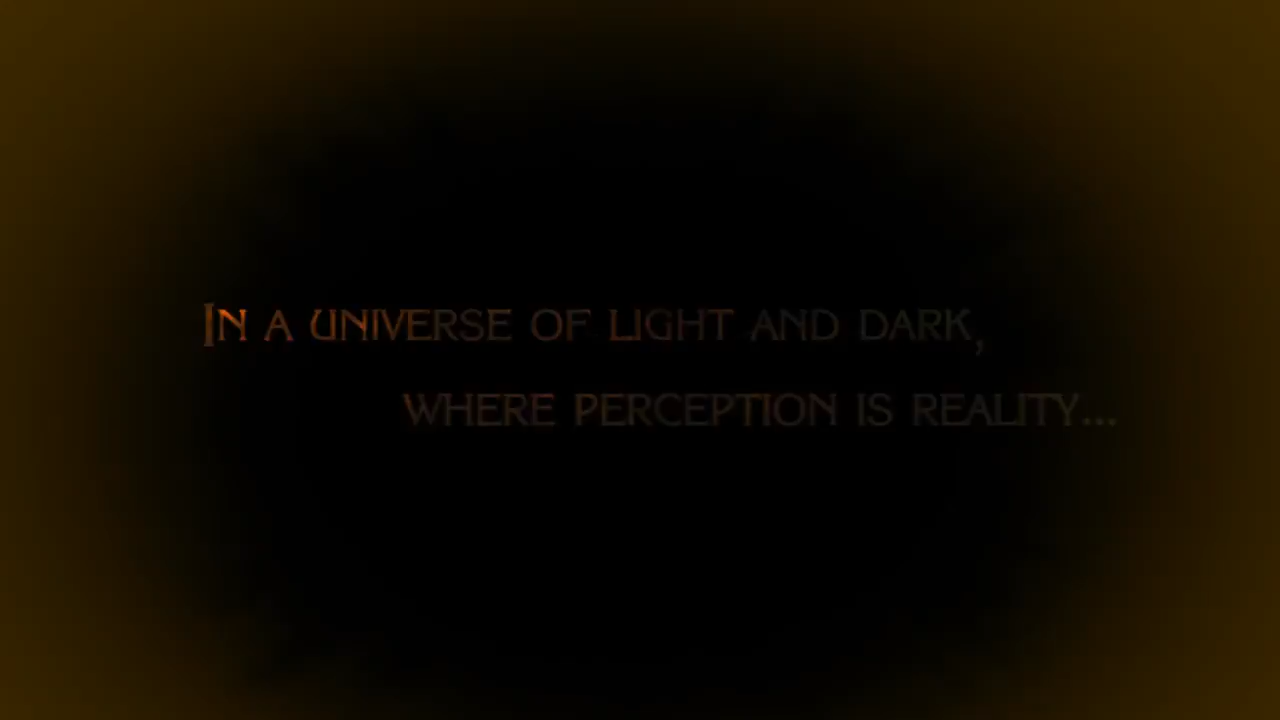 In a universe of light and dark,
where perception is reality...